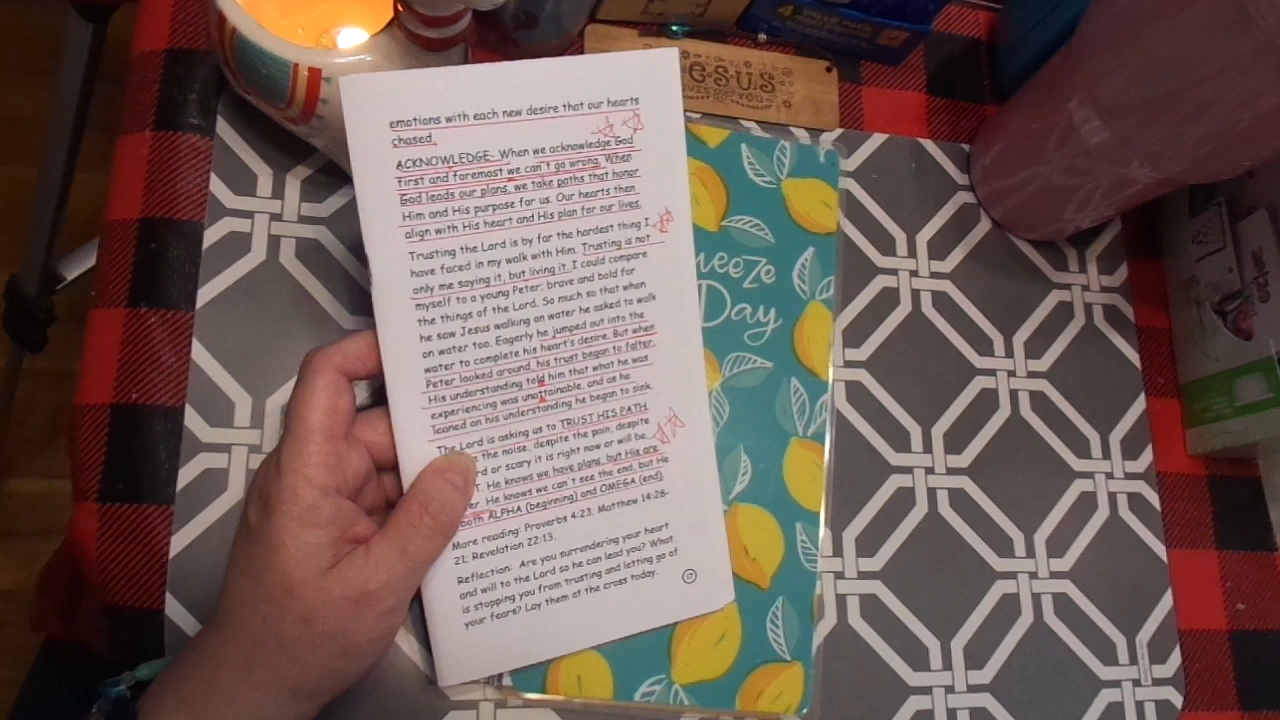 emotions with each new desire that our hearts
chased.
ACKNOWLEDGE: When we acknowledge God
first and foremost we can't go wrong. When
God leads our plans, we take paths that honor
Him and His purpose for us. Our hearts then
align with His heart and His plan for our lives.
Trusting the Lord is by far the hardest thing I
have faced in my walk with Him. Trusting is not
only me saying it, but living it. I could compare
myself to a young Peter; brave and bold for
the things of the Lord. So much so that when
he saw Jesus walking on water he asked to walk
on water too. Eagerly he jumped out into the
water to complete his heart's desire. But when
Peter looked around, his trust began to falter.
His understanding told him that what he was
experiencing was unattainable, and as he
leaned on his understanding he began to sink.
The Lord is asking us to TRUST HIS PATH
the noise, despite the pain, despite
rd or scary it is right now or will be.
T. He knows we have plans, but His are
er. He knows we can't see the end, but He
both ALPHA (beginning) and OMEGA (end).
More reading: Proverbs 4:23; Matthew 14:28-
21; Revelation 22:13.
Reflection: Are you surrendering your heart
and will to the Lord so he can lead you? What
is stopping you from trusting and letting go of
your fears? Lay them at the cross today.
17
ESUS
YOU
ueeze
Day
4 VALUE PACK